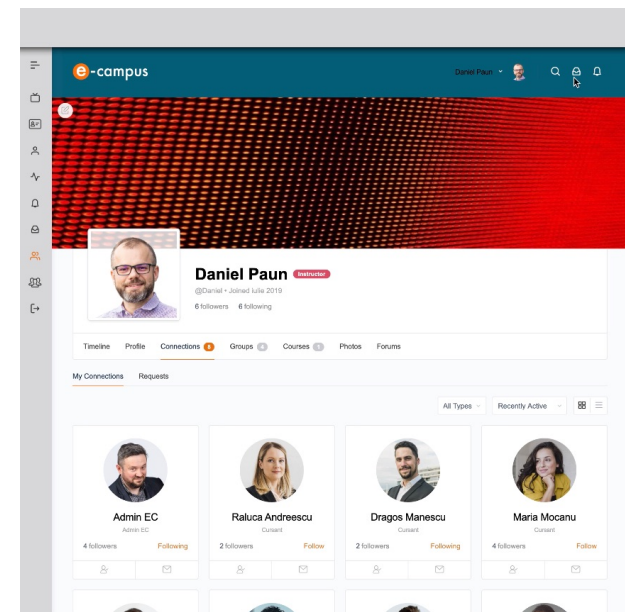 e-campus
Daniel Paun
Daniel Paun Instructor
@Daniel • Joined Iulie 2019
6 followers 6 following
Timeline Profile Connections Groups Courses Photos Forums
My Connections Requests
All Types Recently Active
Admin EC Raluca Andreescu Dragos Manescu Maria Mocanu
Admin EC Cursant Cursant Cursant
4 followers Following 2 followers Follow 2 followers Following 4 followers Follow